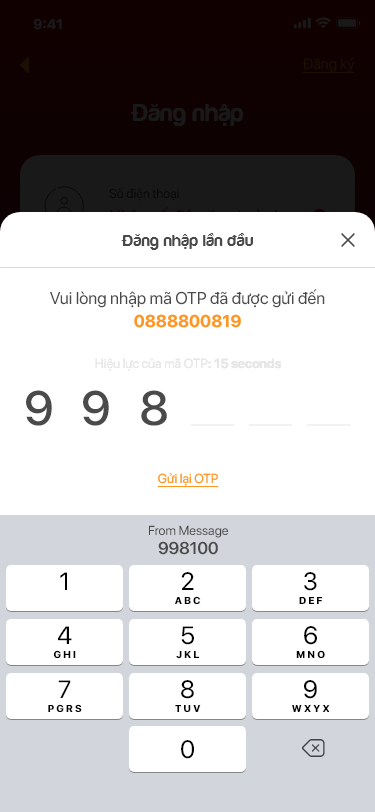 9:41
Đăng ký
Đăng nhập
Số điện thoại
Đăng nhập lần đầu
Vui lòng nhập mã OTP đã được gửi đến
0888800819
Hiệu lực của mã OTP: 15 seconds
9 9 8
Gửi lại OTP
From Message
998100
1
2
ABC
3
DEF
4
GHI
5
JKL
6
MNO
7
PGRS
8
TUV
9
WXYX
0